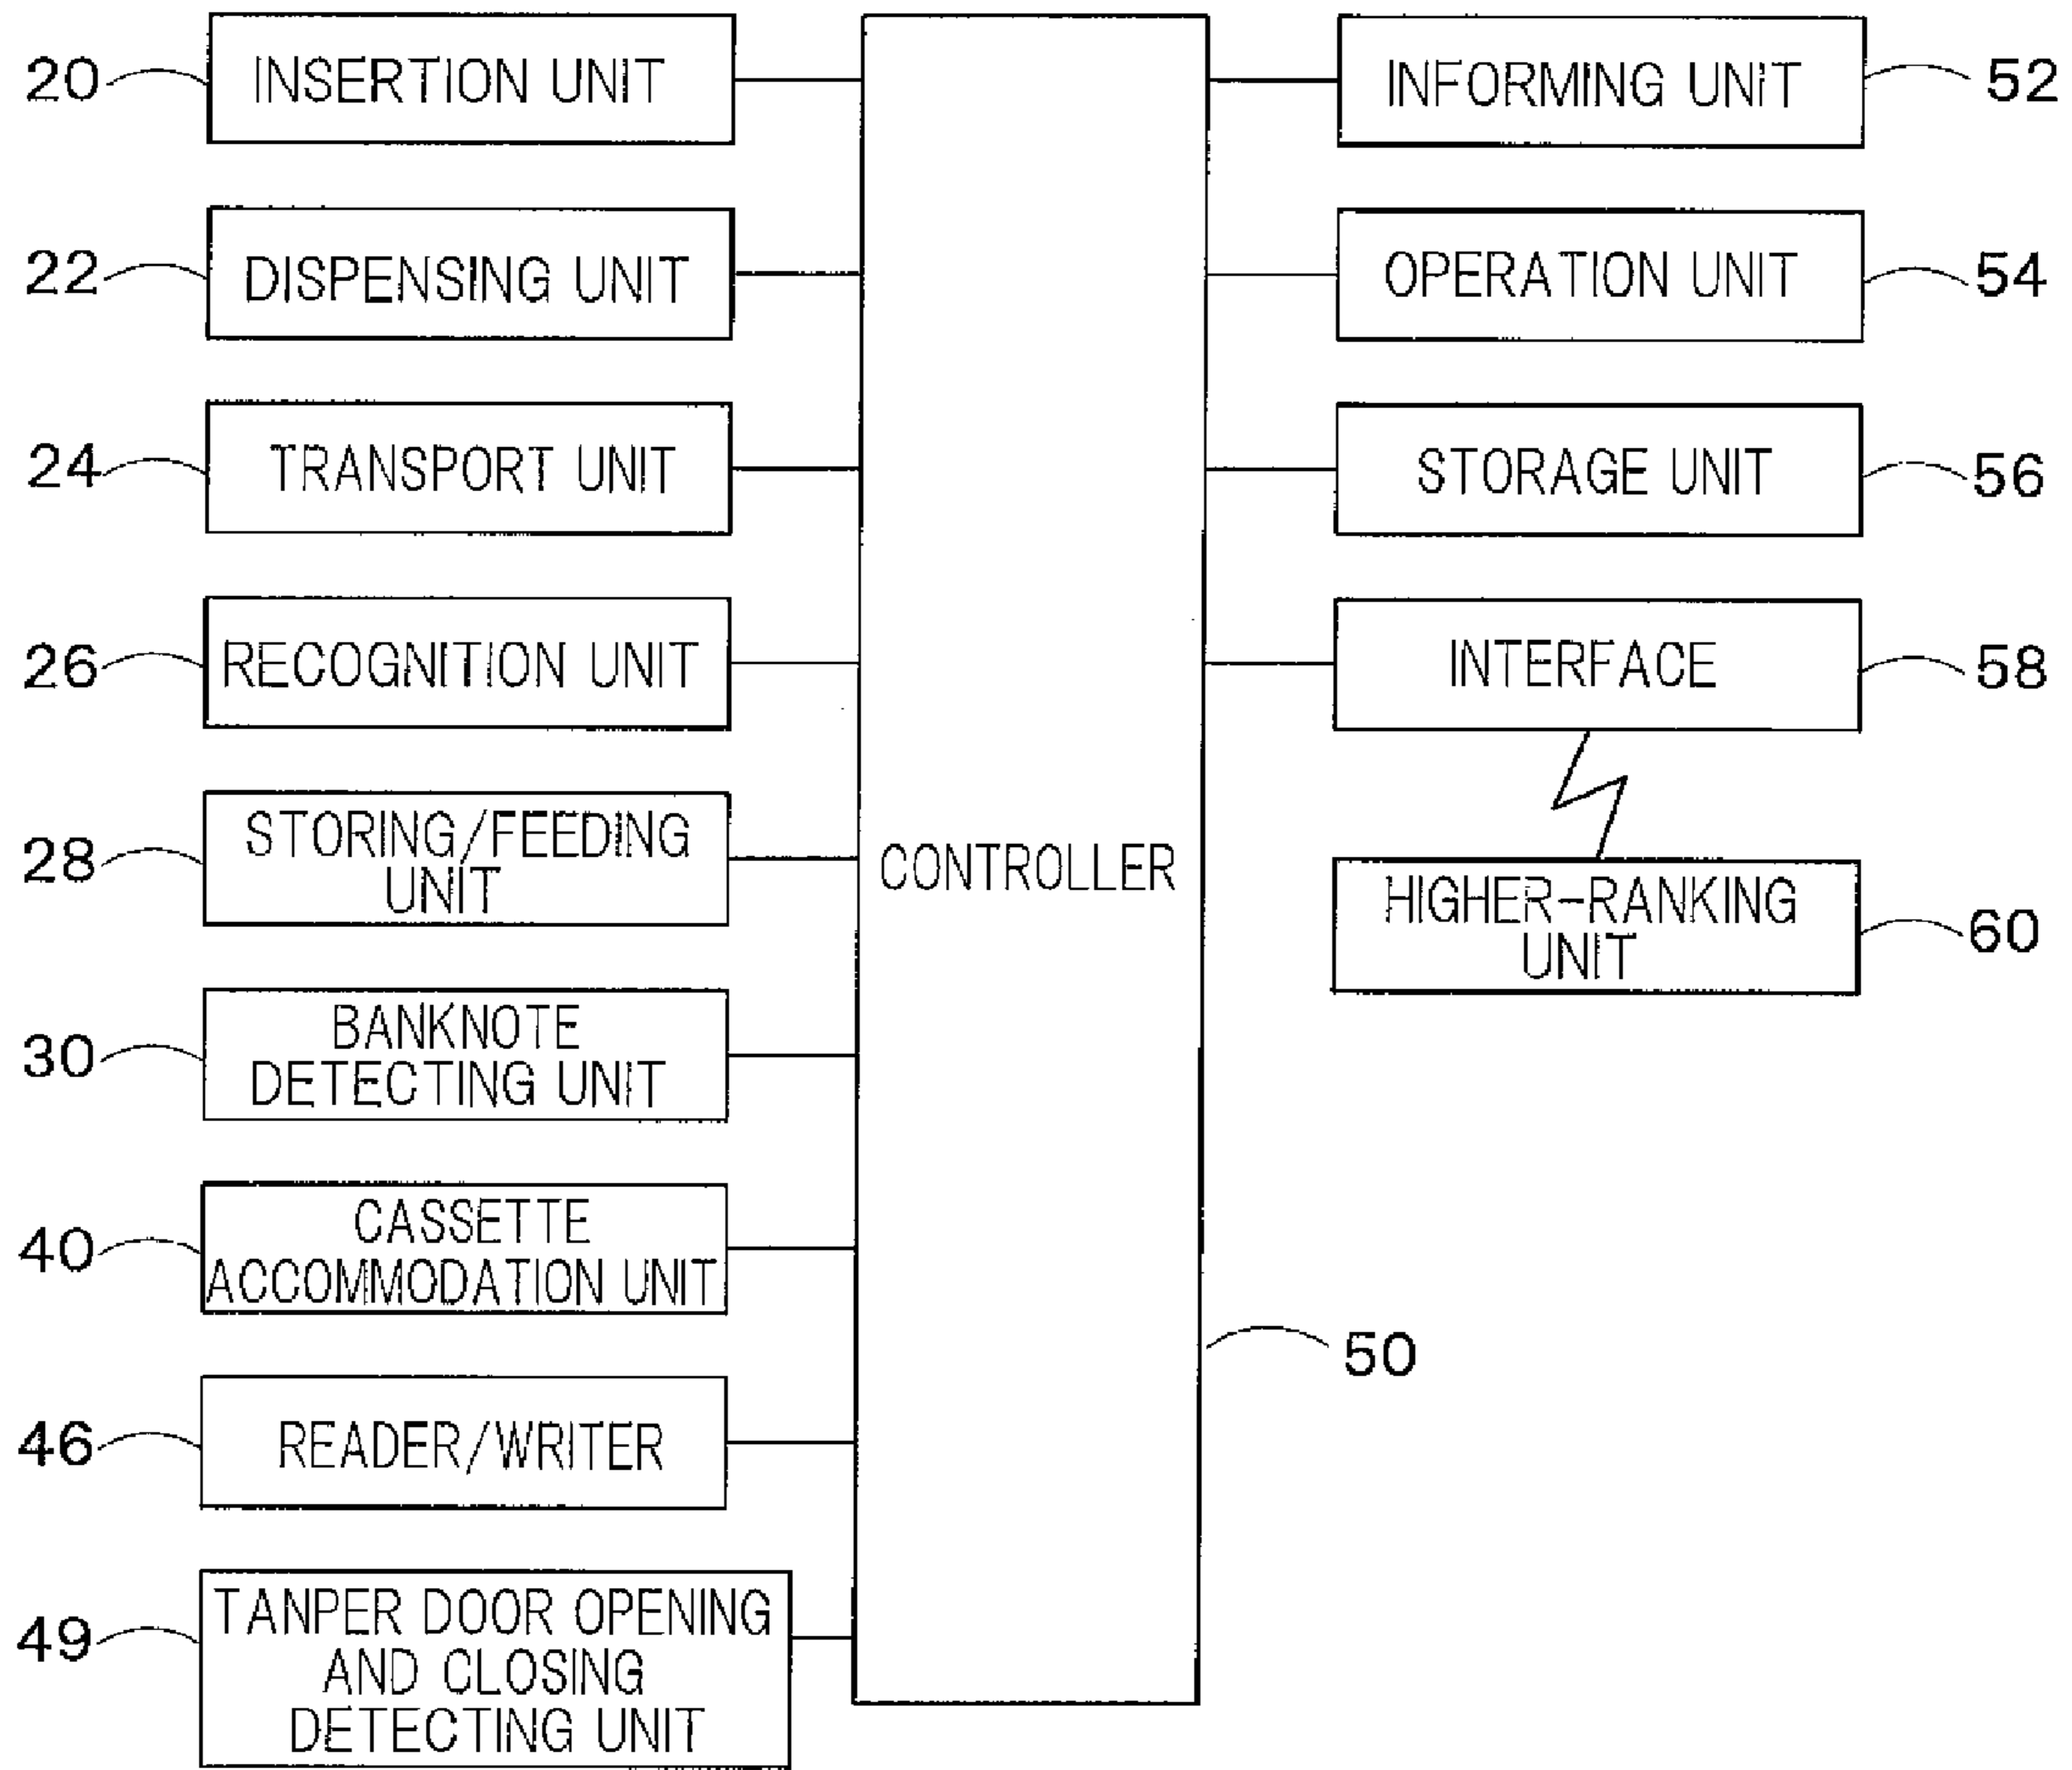 20
INSERTION UNIT
22
DISPENSING UNIT
24
TRANSPORT UNIT
26
RECOGNITION UNIT
28
STORING/FEEDING
UNIT
30
BANKNOTE
DETECTING UNIT
40
CASSETTE
ACCOMMODATION UNIT
46
READER/WRITER
49
TANPER DOOR OPENING
AND CLOSING
DETECTING UNIT
CONTROLLER
50
INFORMING UNIT
52
OPERATION UNIT
54
STORAGE UNIT
56
INTERFACE
58
HIGHER-RANKING
UNIT
60